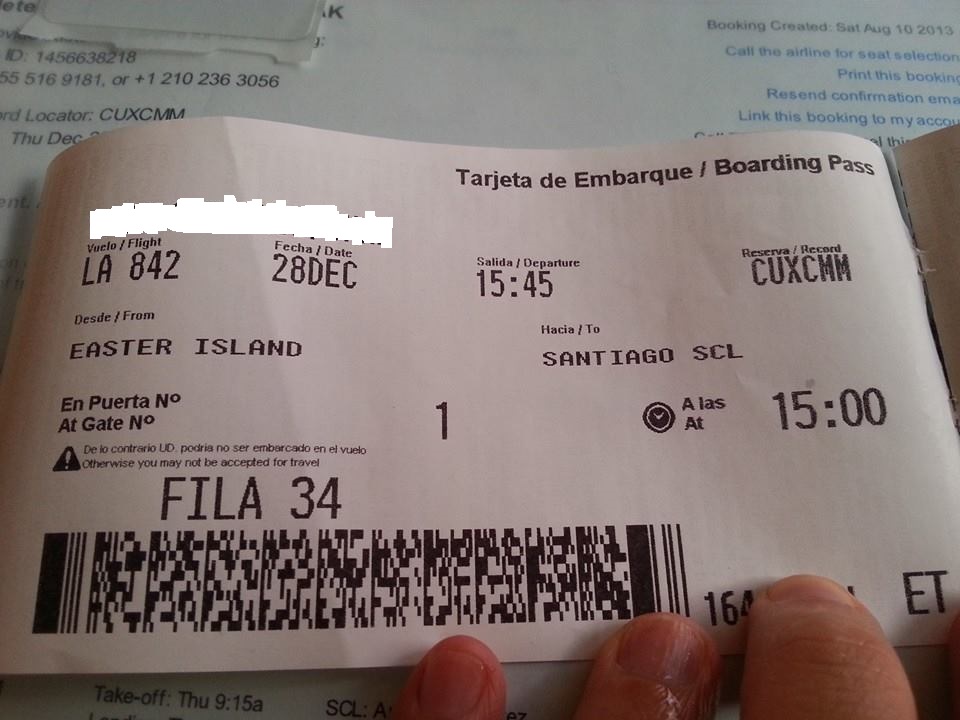 ID: 1456638218
55 516 9181, or +1 210 236 3056
Record Locator: CUXCMM
Thu Dec
Booking Created: Sat Aug 10 2013
Call the airline for seat selection
Print this booking
Resend confirmation
Link this booking to my
Tarjeta de Embarque / Boarding Pass
Vuelo / Flight
LA 842
Fecha / Date
28DEC
Salida / Departure
15:45
Reserva / Record
CUXCMM
Desde / From
EASTER ISLAND
Hacia / To
SANTIAGO SCL
En Puerta Nº
At Gate Nº
1
A las
At
15:00
De lo contrario UD. podria no ser embarcado en el vuelo
Otherwise you may not be accepted for travel
FILA 34
ET
Take-off: Thu 9:15a
SCL: